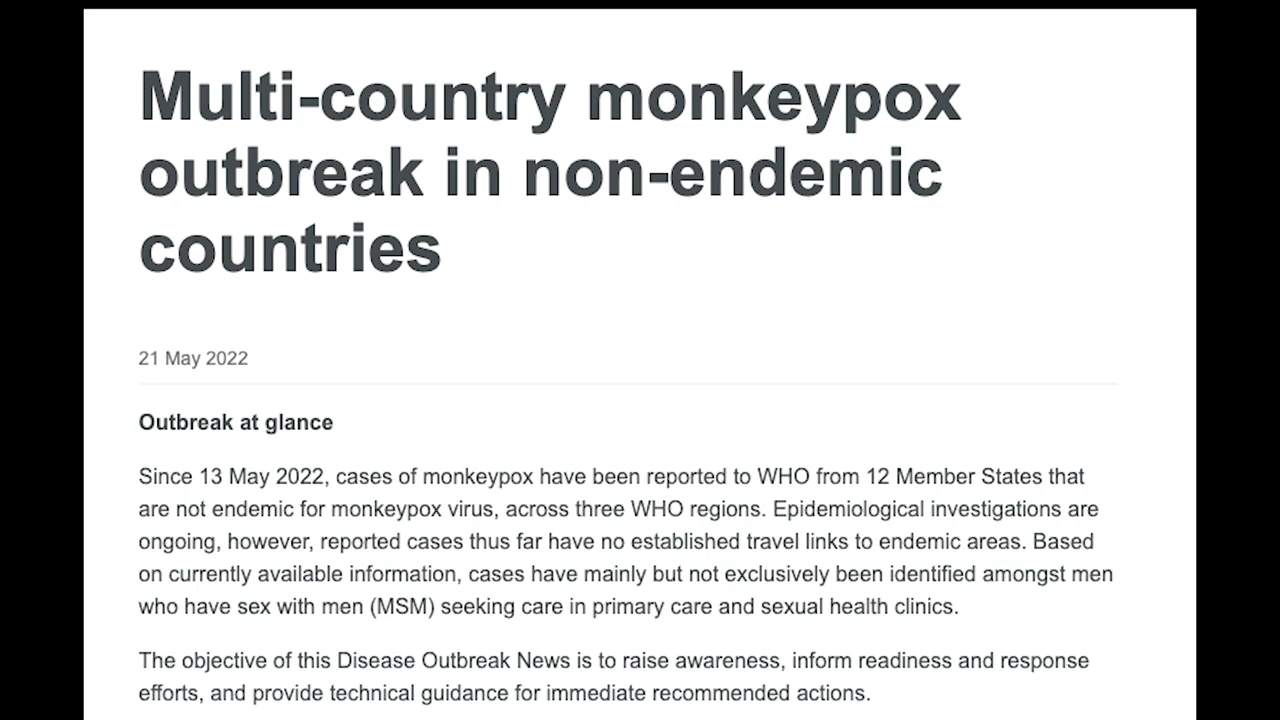 Multi-country monkeypox
outbreak in non-endemic
countries
21 May 2022
Outbreak at glance
Since 13 May 2022, cases of monkeypox have been reported to WHO from 12 Member States that
are not endemic for monkeypox virus, across three WHO regions. Epidemiological investigations are
ongoing, however, reported cases thus far have no established travel links to endemic areas. Based
on currently available information, cases have mainly but not exclusively been identified amongst men
who have sex with men (MSM) seeking care in primary care and sexual health clinics.
The objective of this Disease Outbreak News is to raise awareness, inform readiness and response
efforts, and provide technical guidance for immediate recommended actions.